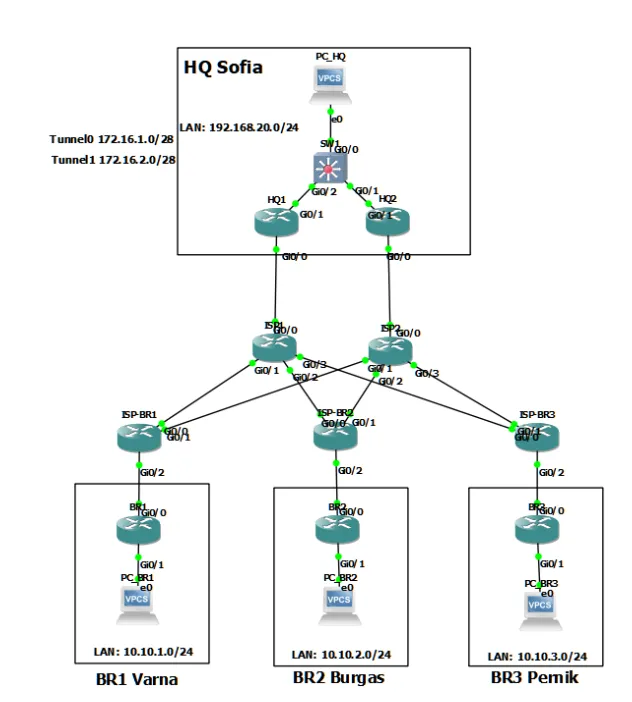 PC_HQ
HQ Sofia
VPCS
e0
LAN: 192.168.20.0/24
Tunnel0 172.16.1.0/28
SW1
Gi0/0
Tunnel1 172.16.2.0/28
Gi0/2
Gi0/1
HQ1
HQ2
Gi0/1
Gi0/1
Gi0/0
Gi0/0
ISP1
Gi0/0
ISP2
Gi0/0
Gi0/1
Gi0/3
Gi0/2
Gi0/1
Gi0/3
Gi0/2
ISP-BR1
ISP-BR2
ISP-BR3
Gi0/0
Gi0/1
Gi0/0
Gi0/1
Gi0/1
Gi0/0
Gi0/2
Gi0/2
Gi0/2
BR1
Gi0/0
BR2
Gi0/0
BR3
Gi0/0
Gi0/1
Gi0/1
Gi0/1
PC_BR1
e0
PC_BR2
e0
PC_BR3
e0
VPCS
VPCS
VPCS
LAN: 10.10.1.0/24
LAN: 10.10.2.0/24
LAN: 10.10.3.0/24
BR1 Varna
BR2 Burgas
BR3 Pernik